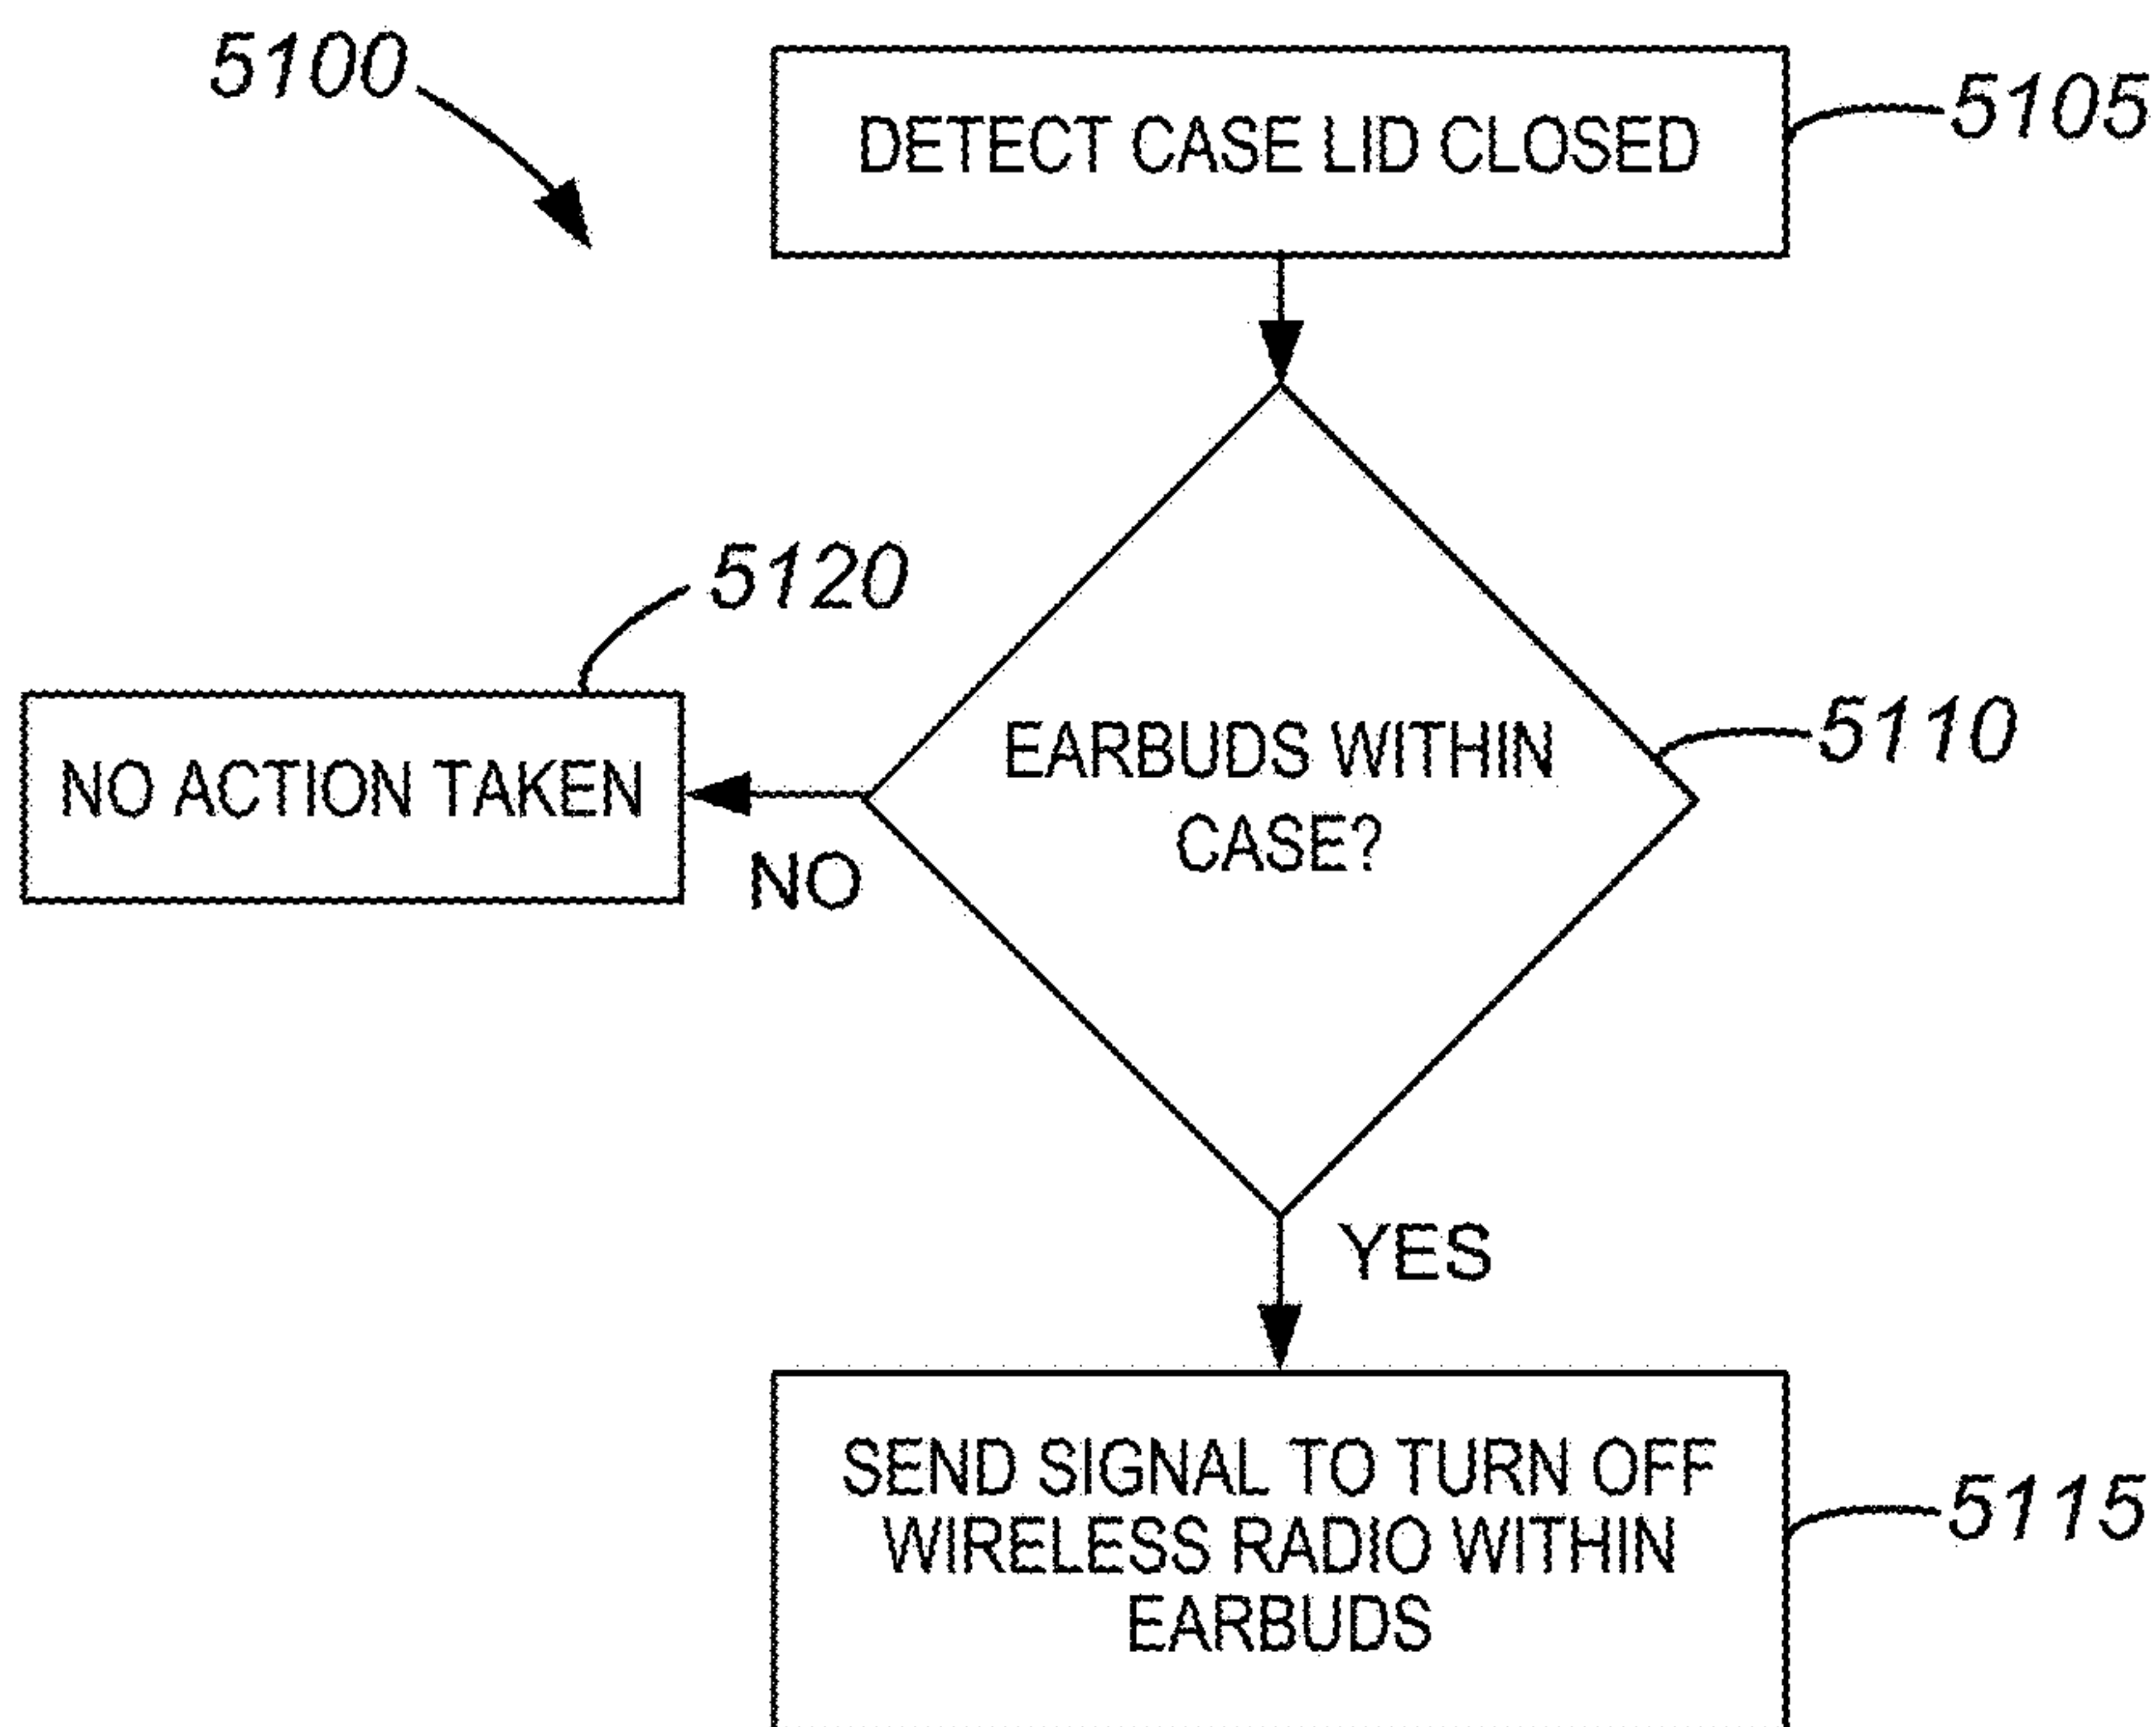 5100
DETECT CASE LID CLOSED
5105
5120
EARBUDS WITHIN
CASE?
5110
NO ACTION TAKEN
NO
YES
SEND SIGNAL TO TURN OFF
WIRELESS RADIO WITHIN
EARBUDS
5115